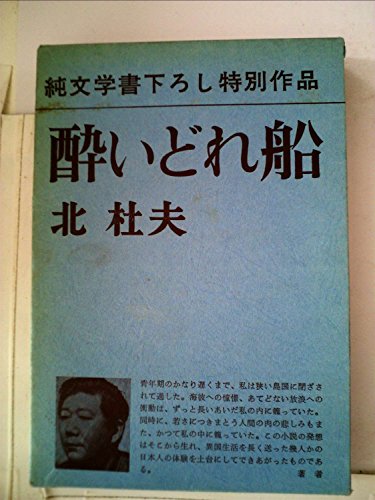 純文学書下ろし特別作品
酔いどれ船
北 杜夫
青年期のかなり遅くまで、私は狭い島国に閉ざさ
れて過した。海彼への憧憬、あてどない放浪への
衝動は、ずっと長いあいだ私の内に籠っていた。
同時に、若さにつきまとう人間の内の悲しみもま
た、かつて私の中に籠っていた。この小説の発想
はそこから生れ、異国生活を長く送った幾人かの
日本人の体験を土台にしてできあがったものであ
る。
著 者